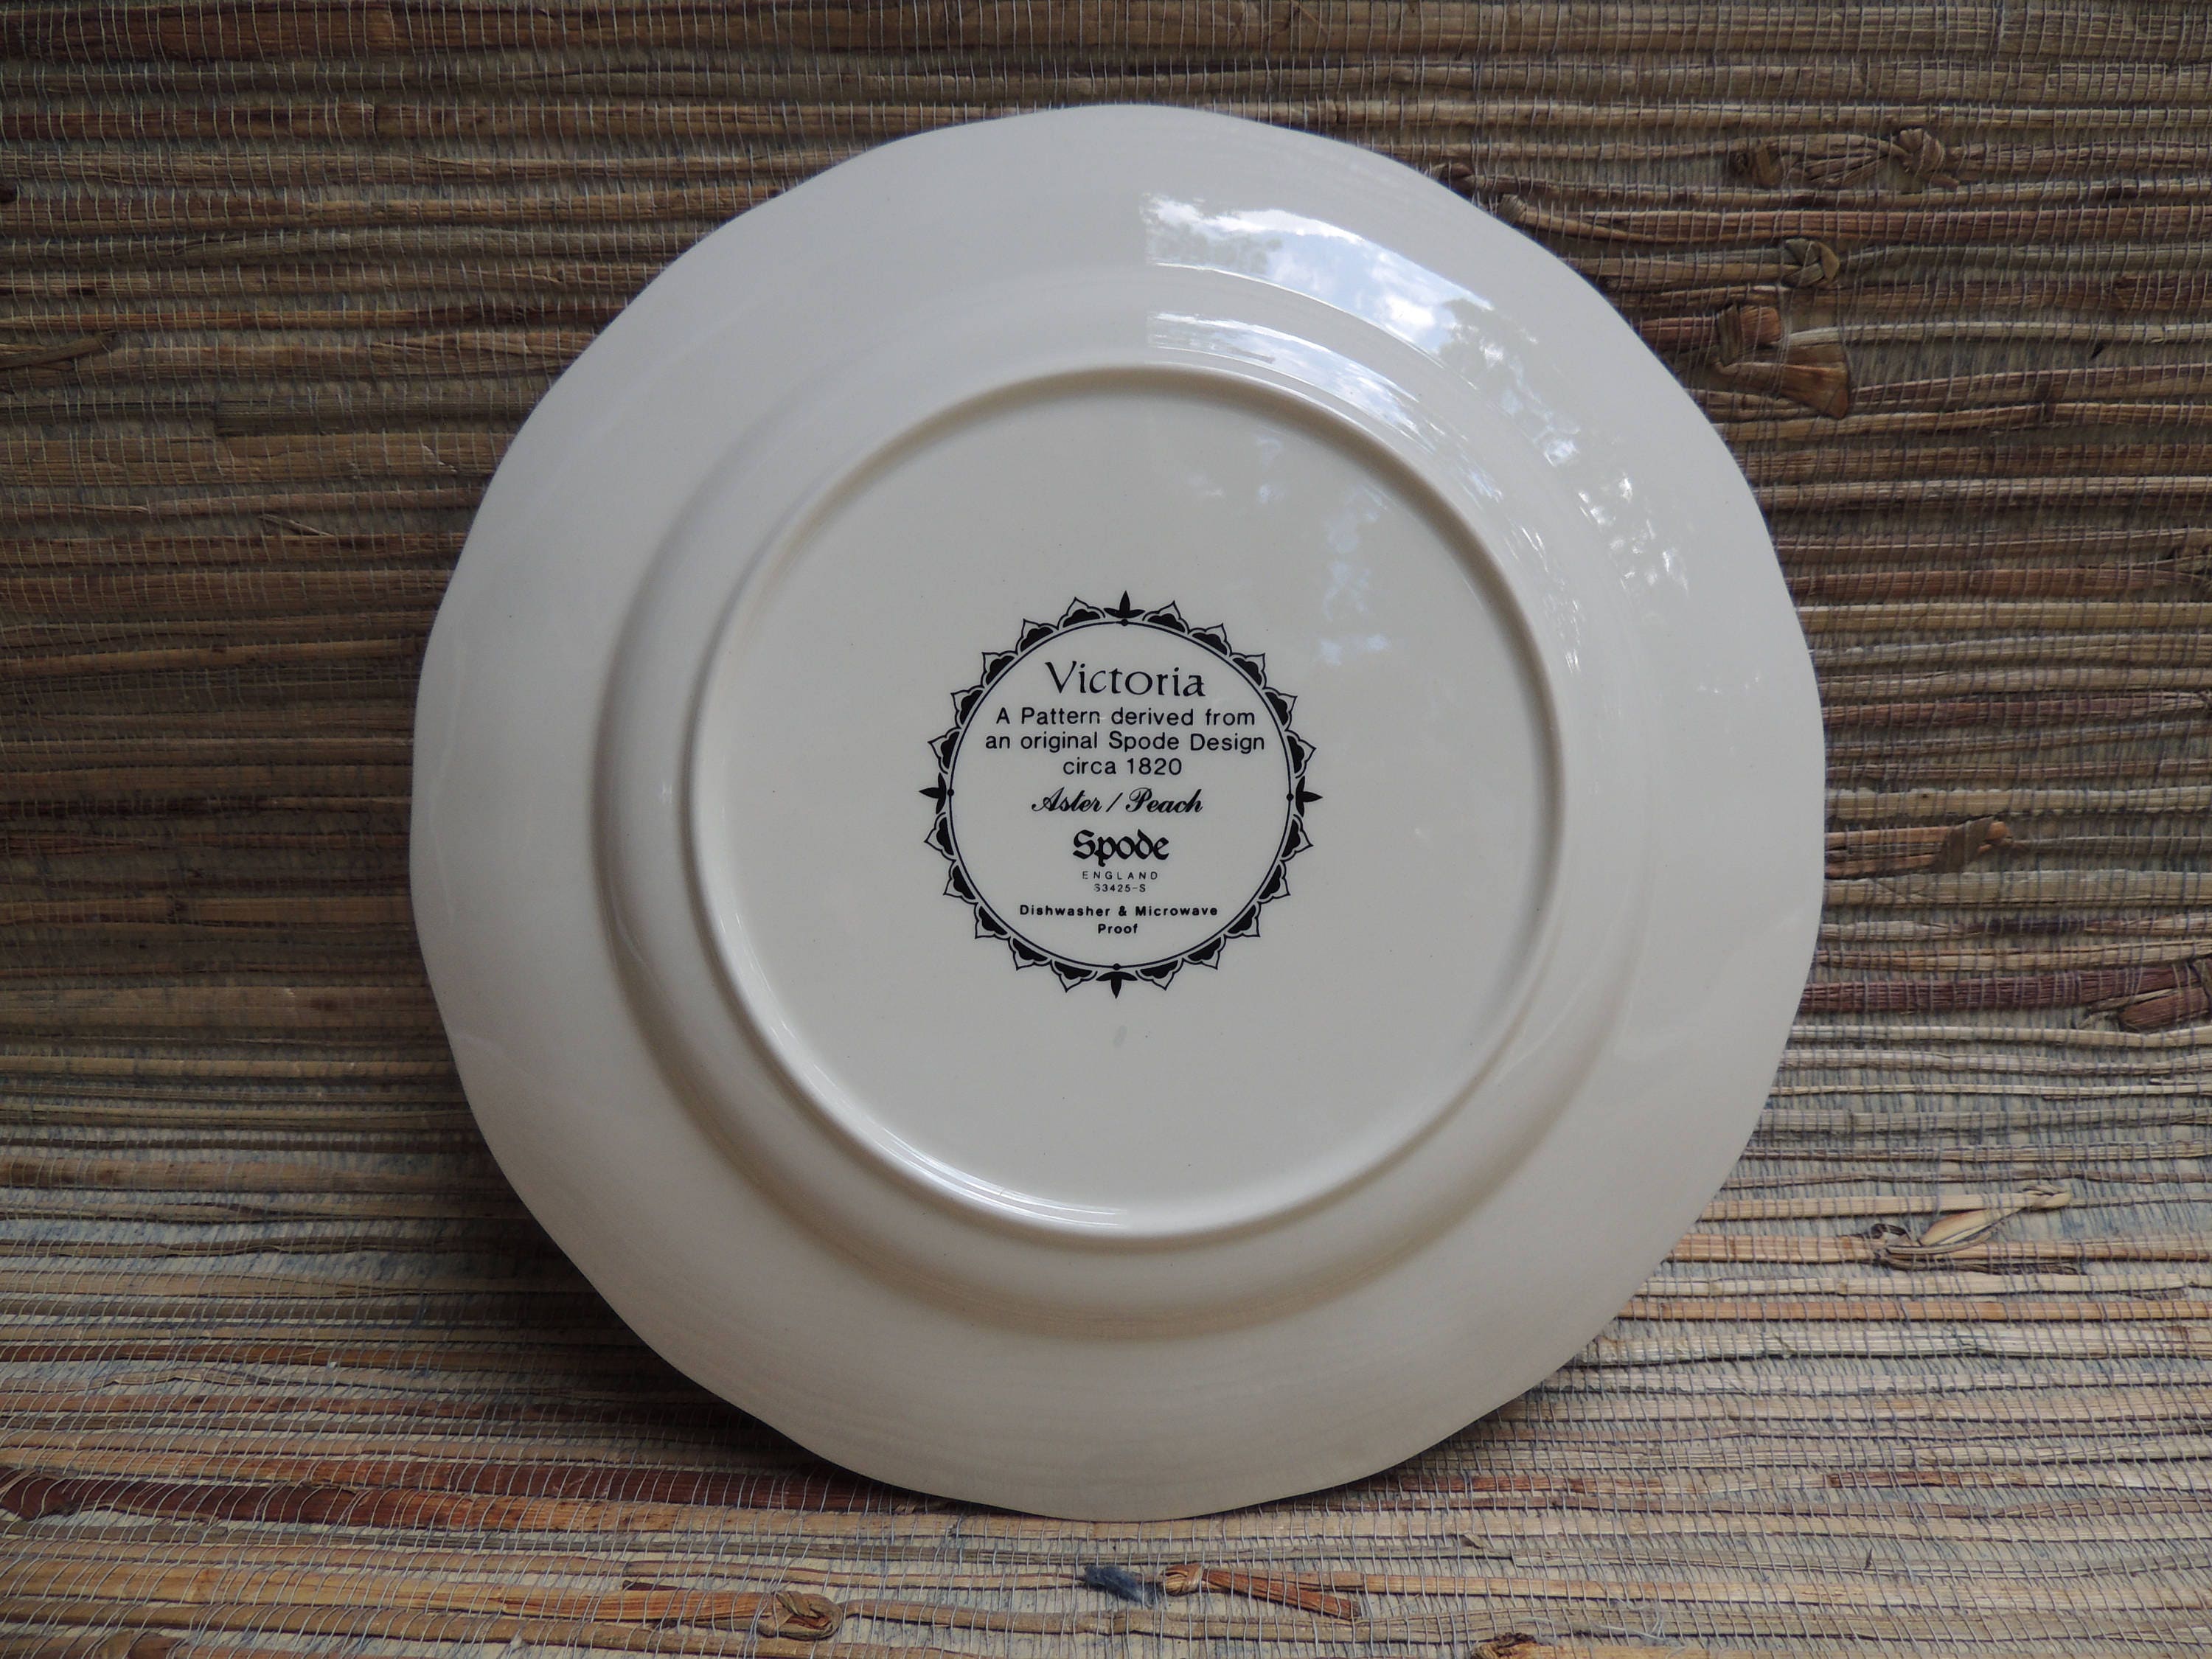 Victoria
A Pattern derived from
an original Spode Design
circa 1820
Aster / Peach
Spode
ENGLAND
S3425-S
Dishwasher & Microwave
Proof